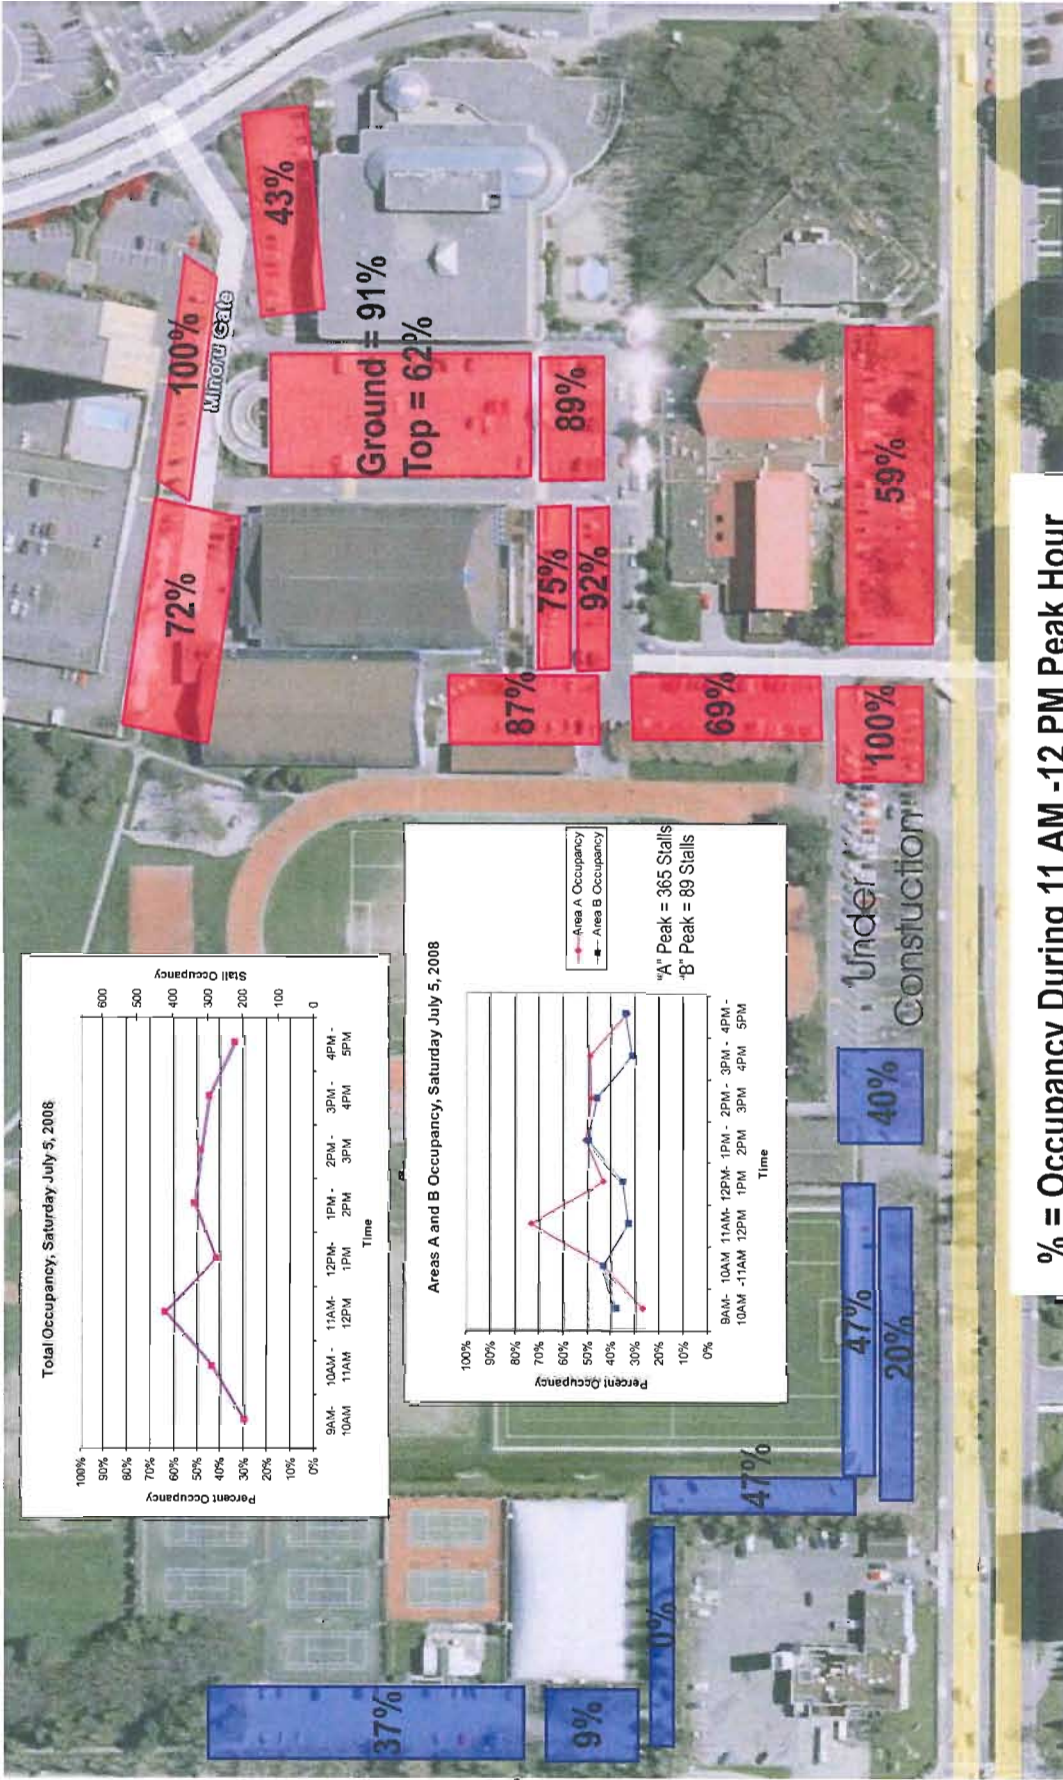 Total Occupancy, Saturday July 5, 2008
100%
90%
80%
70%
60%
50%
40%
30%
20%
10%
0%
Percent Occupancy
600
500
400
300
200
100
0
Stall Occupancy
9AM- 10AM - 11AM- 12PM- 1PM - 2PM - 3PM - 4PM -
10AM 11AM 12PM 1PM 2PM 3PM 4PM 5PM
Time
Areas A and B Occupancy, Saturday July 5, 2008
100%
90%
80%
70%
60%
50%
40%
30%
20%
10%
0%
Percent Occupancy
9AM- 10AM 11AM- 12PM- 1PM - 2PM - 3PM - 4PM -
10AM -11AM 12PM 1PM 2PM 3PM 4PM 5PM
Time
Area A Occupancy
Area B Occupancy
"A" Peak = 365 Stalls
"B" Peak = 89 Stalls
72%
100%
Minoru Gate
43%
Ground = 91%
Top = 62%
89%
75%
92%
87%
69%
59%
100%
Under
Constuction
40%
47%
20%
47%
0%
9%
37%
% = Occupancy During 11 AM -12 PM Peak Hour